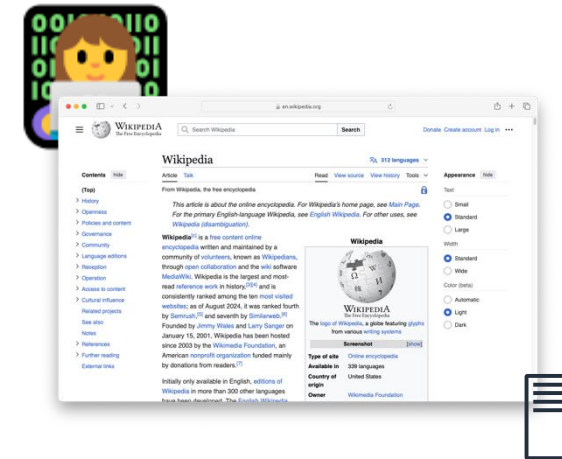 en.wikipedia.org
WIKIPEDIA
The Free Encyclopedia
Search Wikipedia
Search
Donate Create account Log in
Contents hide
(Top)
History
Openness
Policies and content
Governance
Community
Language editions
Reception
Operation
Access to content
Cultural influence
Related projects
See also
Notes
References
Further reading
External links
Wikipedia
312 languages
Article Talk
Read View source View history Tools
From Wikipedia, the free encyclopedia
This article is about the online encyclopedia. For Wikipedia's home page, see Main Page.
For the primary English-language Wikipedia, see English Wikipedia. For other uses, see
Wikipedia (disambiguation).
Wikipedia[c] is a free content online
encyclopedia written and maintained by a
community of volunteers, known as Wikipedians,
through open collaboration and the wiki software
MediaWiki. Wikipedia is the largest and most-
read reference work in history,[3][4] and is
consistently ranked among the ten most visited
websites; as of August 2024, it was ranked fourth
by Semrush,[5] and seventh by Similarweb.[6]
Founded by Jimmy Wales and Larry Sanger on
January 15, 2001, Wikipedia has been hosted
since 2003 by the Wikimedia Foundation, an
American nonprofit organization funded mainly
by donations from readers.[7]
Initially only available in English, editions of
Wikipedia in more than 300 other languages
have been developed. The English Wikipedia
Wikipedia
WIKIPEDIA
The Free Encyclopedia
The logo of Wikipedia, a globe featuring glyphs
from various writing systems
Screenshot [show]
Type of site Online encyclopedia
Available in 339 languages
Country of United States
origin
Owner Wikimedia Foundation
Appearance hide
Text
Small
Standard
Large
Width
Standard
Wide
Color (beta)
Automatic
Light
Dark